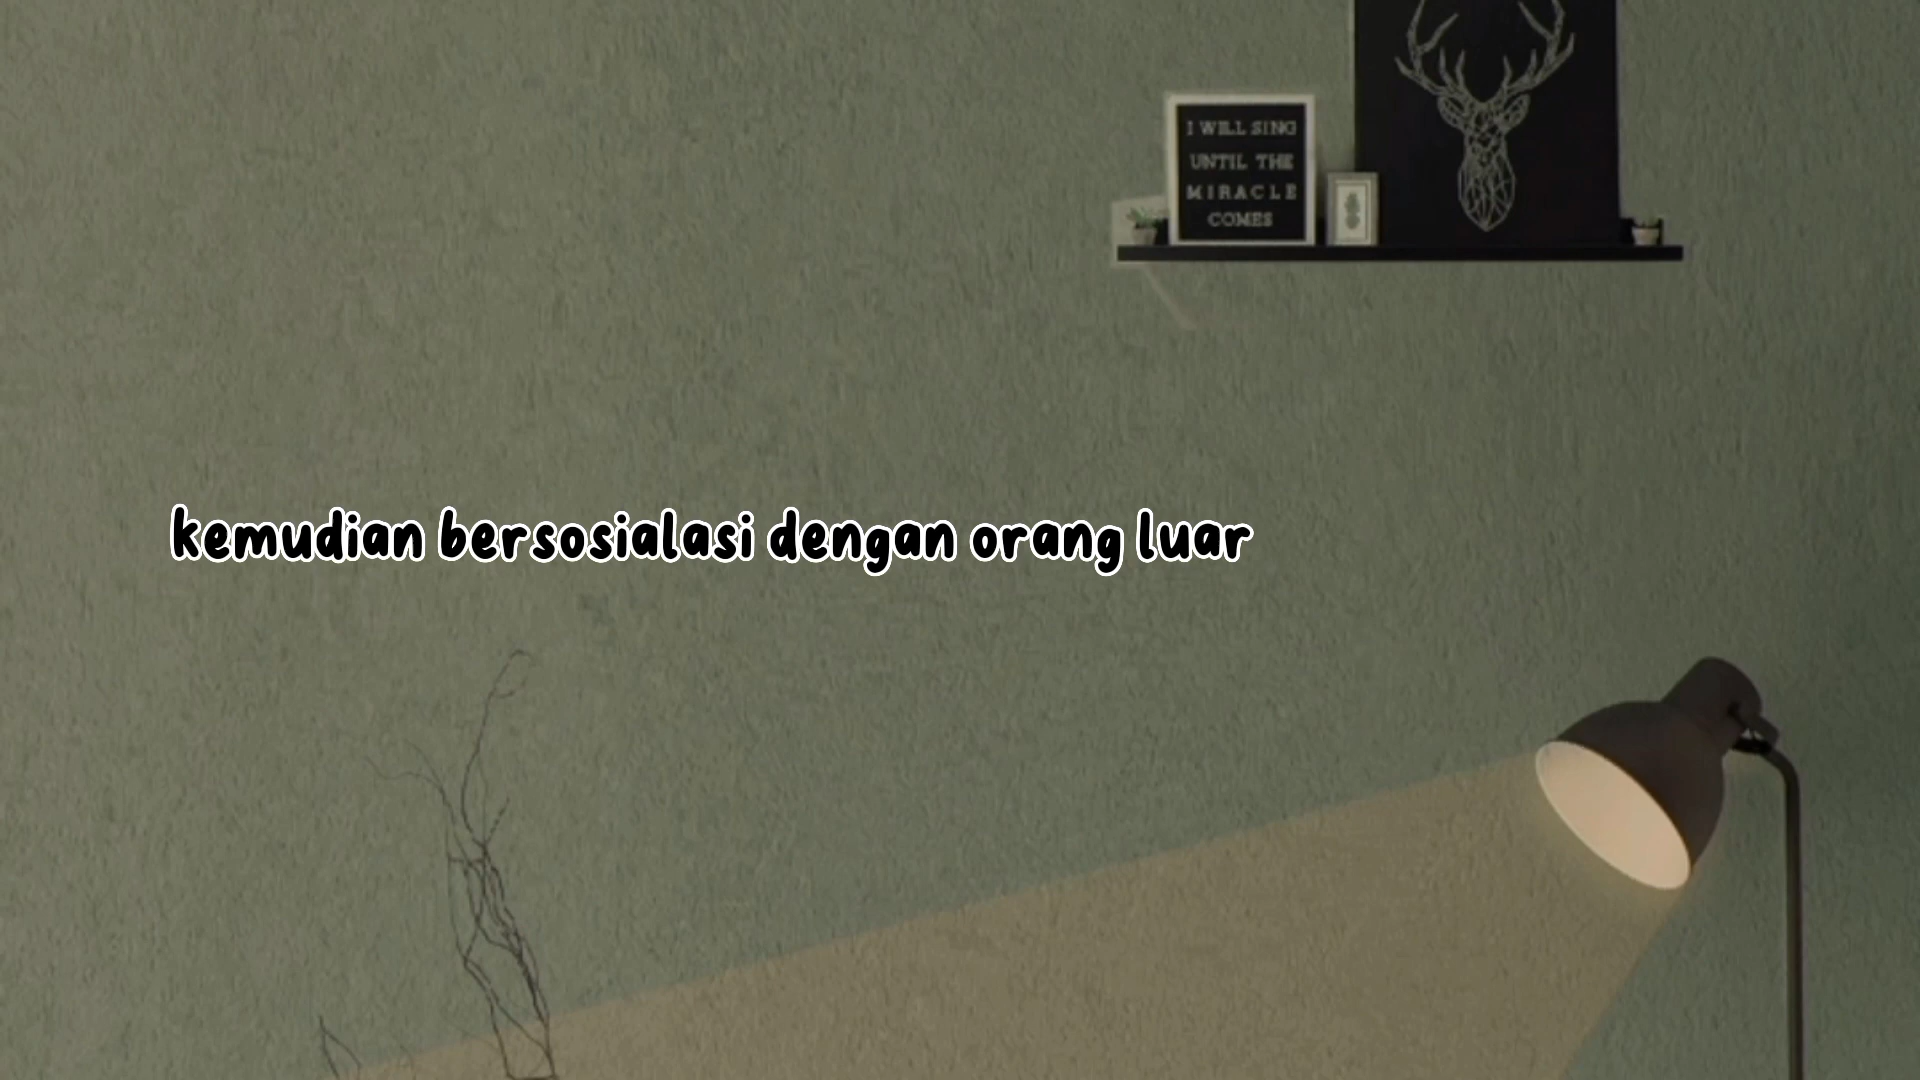 I WILL SING
UNTIL THE
MIRACLE
COMES
kemudian bersosialasi dengan orang luar